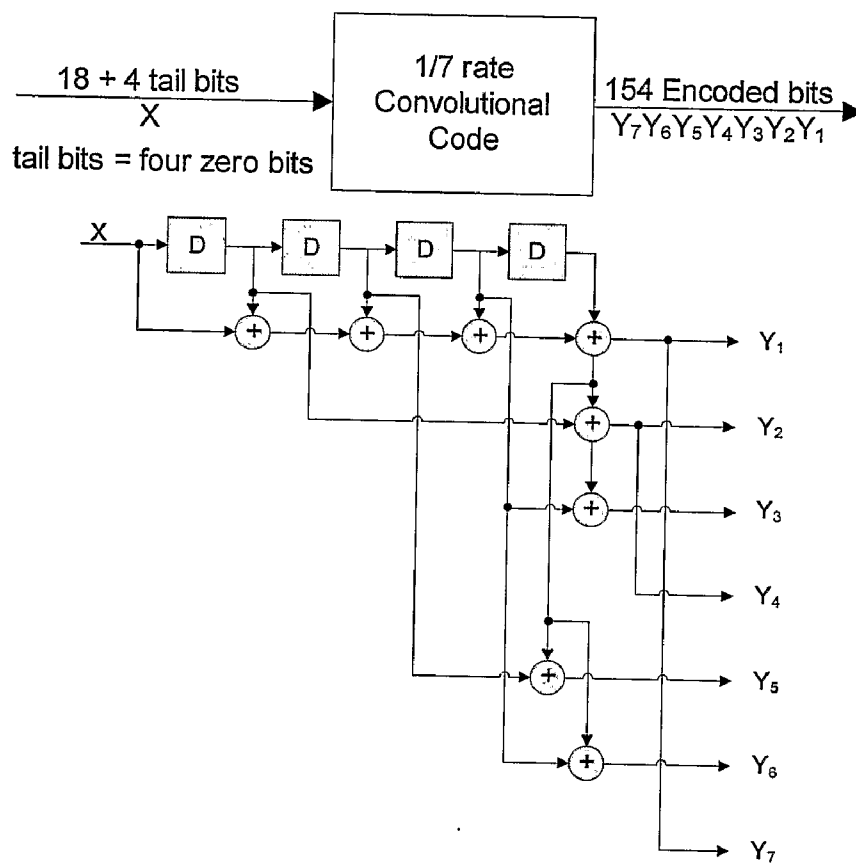 18 + 4 tail bits
X
tail bits = four zero bits
1/7 rate
Convolutional
Code
154 Encoded bits
Y₇Y₆Y₅Y₄Y₃Y₂Y₁
X
D
D
D
D
+
+
+
+
Y₁
+
Y₂
+
Y₃
Y₄
+
Y₅
+
Y₆
Y₇